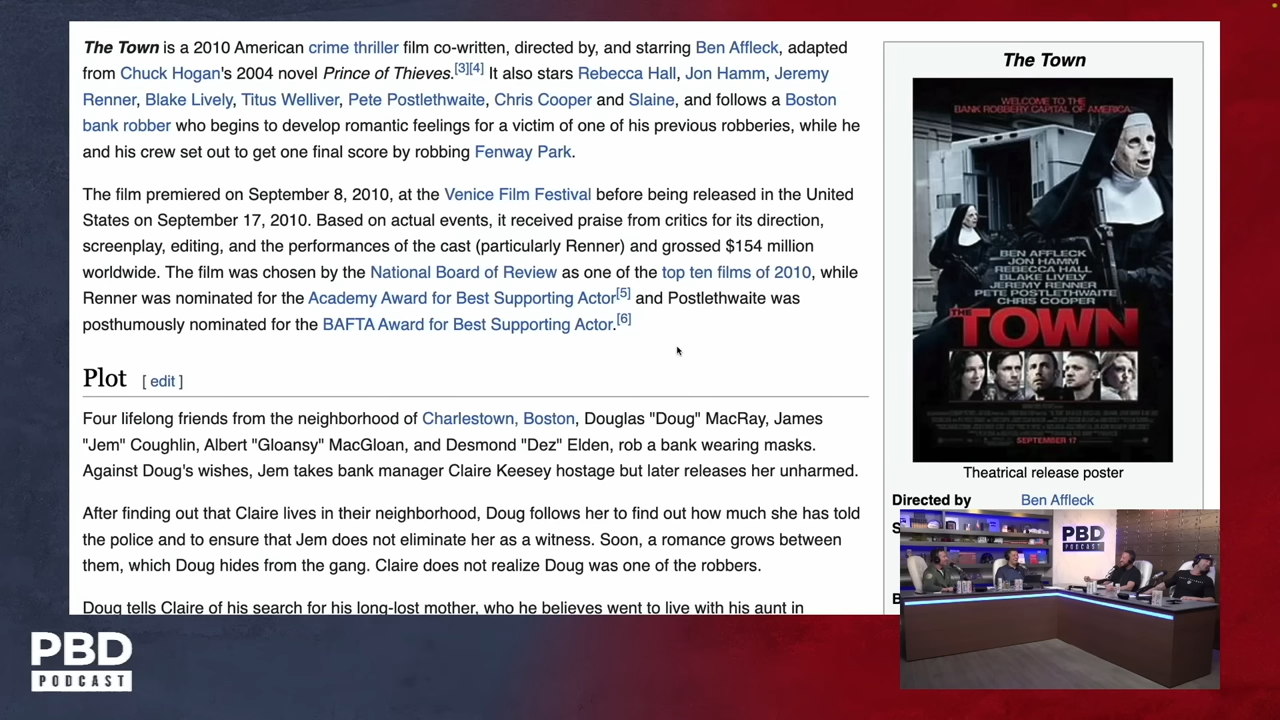 The Town is a 2010 American crime thriller film co-written, directed by, and starring Ben Affleck, adapted
from Chuck Hogan's 2004 novel Prince of Thieves.[3][4] It also stars Rebecca Hall, Jon Hamm, Jeremy
Renner, Blake Lively, Titus Welliver, Pete Postlethwaite, Chris Cooper and Slaine, and follows a Boston
bank robber who begins to develop romantic feelings for a victim of one of his previous robberies, while he
and his crew set out to get one final score by robbing Fenway Park.
The film premiered on September 8, 2010, at the Venice Film Festival before being released in the United
States on September 17, 2010. Based on actual events, it received praise from critics for its direction,
screenplay, editing, and the performances of the cast (particularly Renner) and grossed $154 million
worldwide. The film was chosen by the National Board of Review as one of the top ten films of 2010, while
Renner was nominated for the Academy Award for Best Supporting Actor[5] and Postlethwaite was
posthumously nominated for the BAFTA Award for Best Supporting Actor.[6]
Plot [ edit ]
Four lifelong friends from the neighborhood of Charlestown, Boston, Douglas "Doug" MacRay, James
"Jem" Coughlin, Albert "Gloansy" MacGloan, and Desmond "Dez" Elden, rob a bank wearing masks.
Against Doug's wishes, Jem takes bank manager Claire Keesey hostage but later releases her unharmed.
After finding out that Claire lives in their neighborhood, Doug follows her to find out how much she has told
the police and to ensure that Jem does not eliminate her as a witness. Soon, a romance grows between
them, which Doug hides from the gang. Claire does not realize Doug was one of the robbers.
Doug tells Claire of his search for his long-lost mother, who he believes went to live with his aunt in
The Town
WELCOME TO THE
BANK ROBBERY CAPITAL OF AMERICA.
BEN AFFLECK
JON HAMM
REBECCA HALL
BLAKE LIVELY
JEREMY RENNER
PETE POSTLETHWAITE
CHRIS COOPER
THE TOWN
SEPTEMBER 17
Theatrical release poster
Directed by Ben Affleck
PBD
PODCAST
PBD
PODCAST